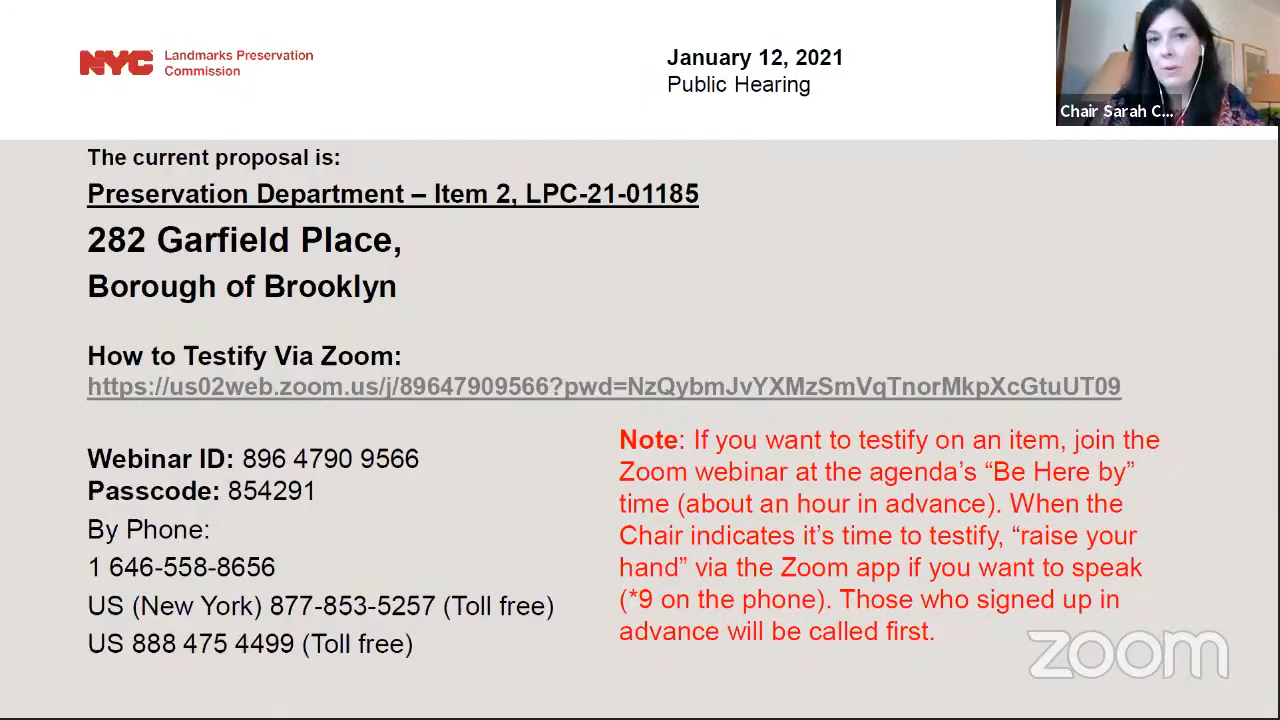 NYC Landmarks Preservation
Commission
January 12, 2021
Public Hearing
Chair Sarah C...
The current proposal is:
Preservation Department – Item 2, LPC-21-01185
282 Garfield Place,
Borough of Brooklyn
How to Testify Via Zoom:
https://us02web.zoom.us/j/89647909566?pwd=NzQybmJvYXMzSmVqTnorMkpXcGtuUT09
Webinar ID: 896 4790 9566
Passcode: 854291
By Phone:
1 646-558-8656
US (New York) 877-853-5257 (Toll free)
US 888 475 4499 (Toll free)
Note: If you want to testify on an item, join the
Zoom webinar at the agenda’s “Be Here by”
time (about an hour in advance). When the
Chair indicates it’s time to testify, “raise your
hand” via the Zoom app if you want to speak
(*9 on the phone). Those who signed up in
advance will be called first.
zoom